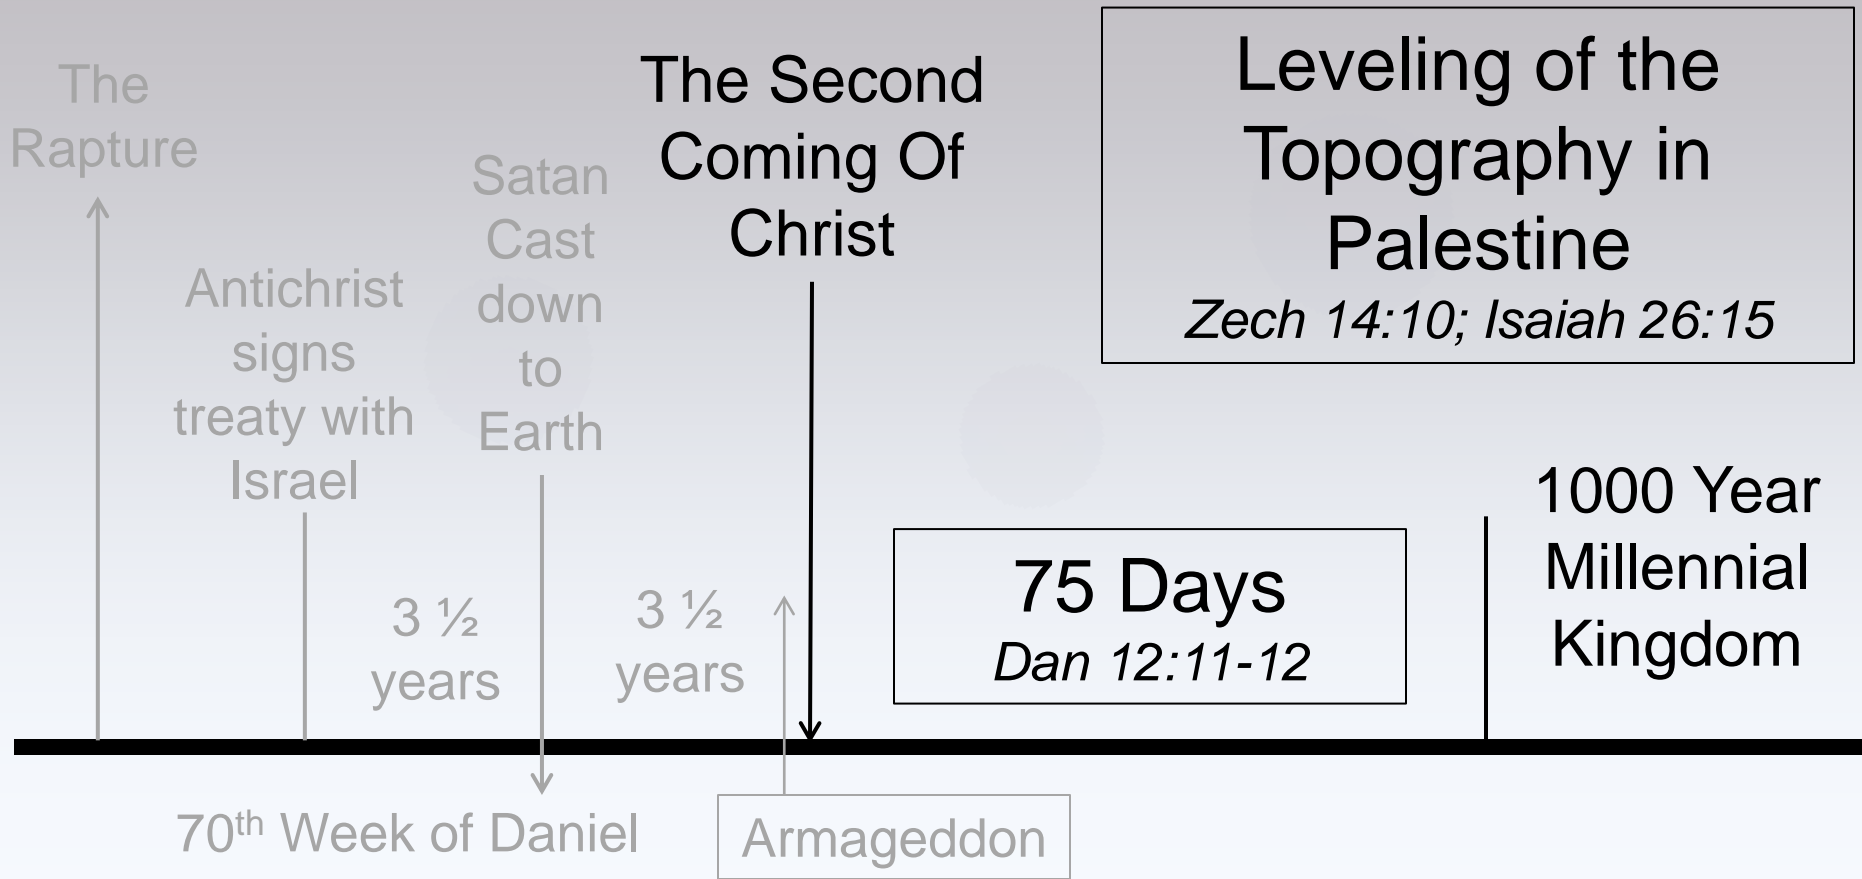 The
Rapture
Antichrist
signs
treaty with
Israel
3 ½
years
Satan
Cast
down
to
Earth
3 ½
years
The Second
Coming Of
Christ
Leveling of the
Topography in
Palestine
Zech 14:10; Isaiah 26:15
75 Days
Dan 12:11-12
1000 Year
Millennial
Kingdom
70th Week of Daniel
Armageddon